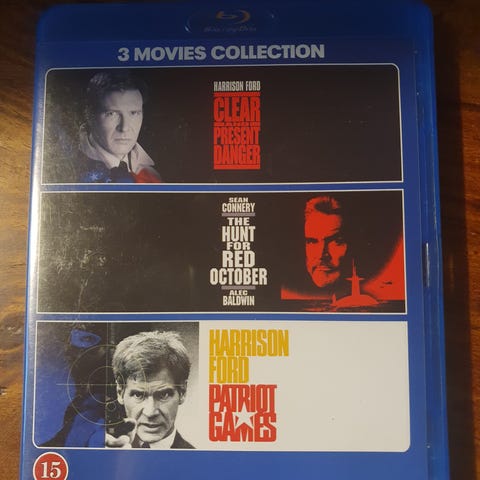 Blu-ray Disc
3 MOVIES COLLECTION
HARRISON FORD
CLEAR
AND
PRESENT
DANGER
SEAN
CONNERY
THE
HUNT
FOR
RED
OCTOBER
ALEC
BALDWIN
HARRISON
FORD
PATRIOT
GAMES
15